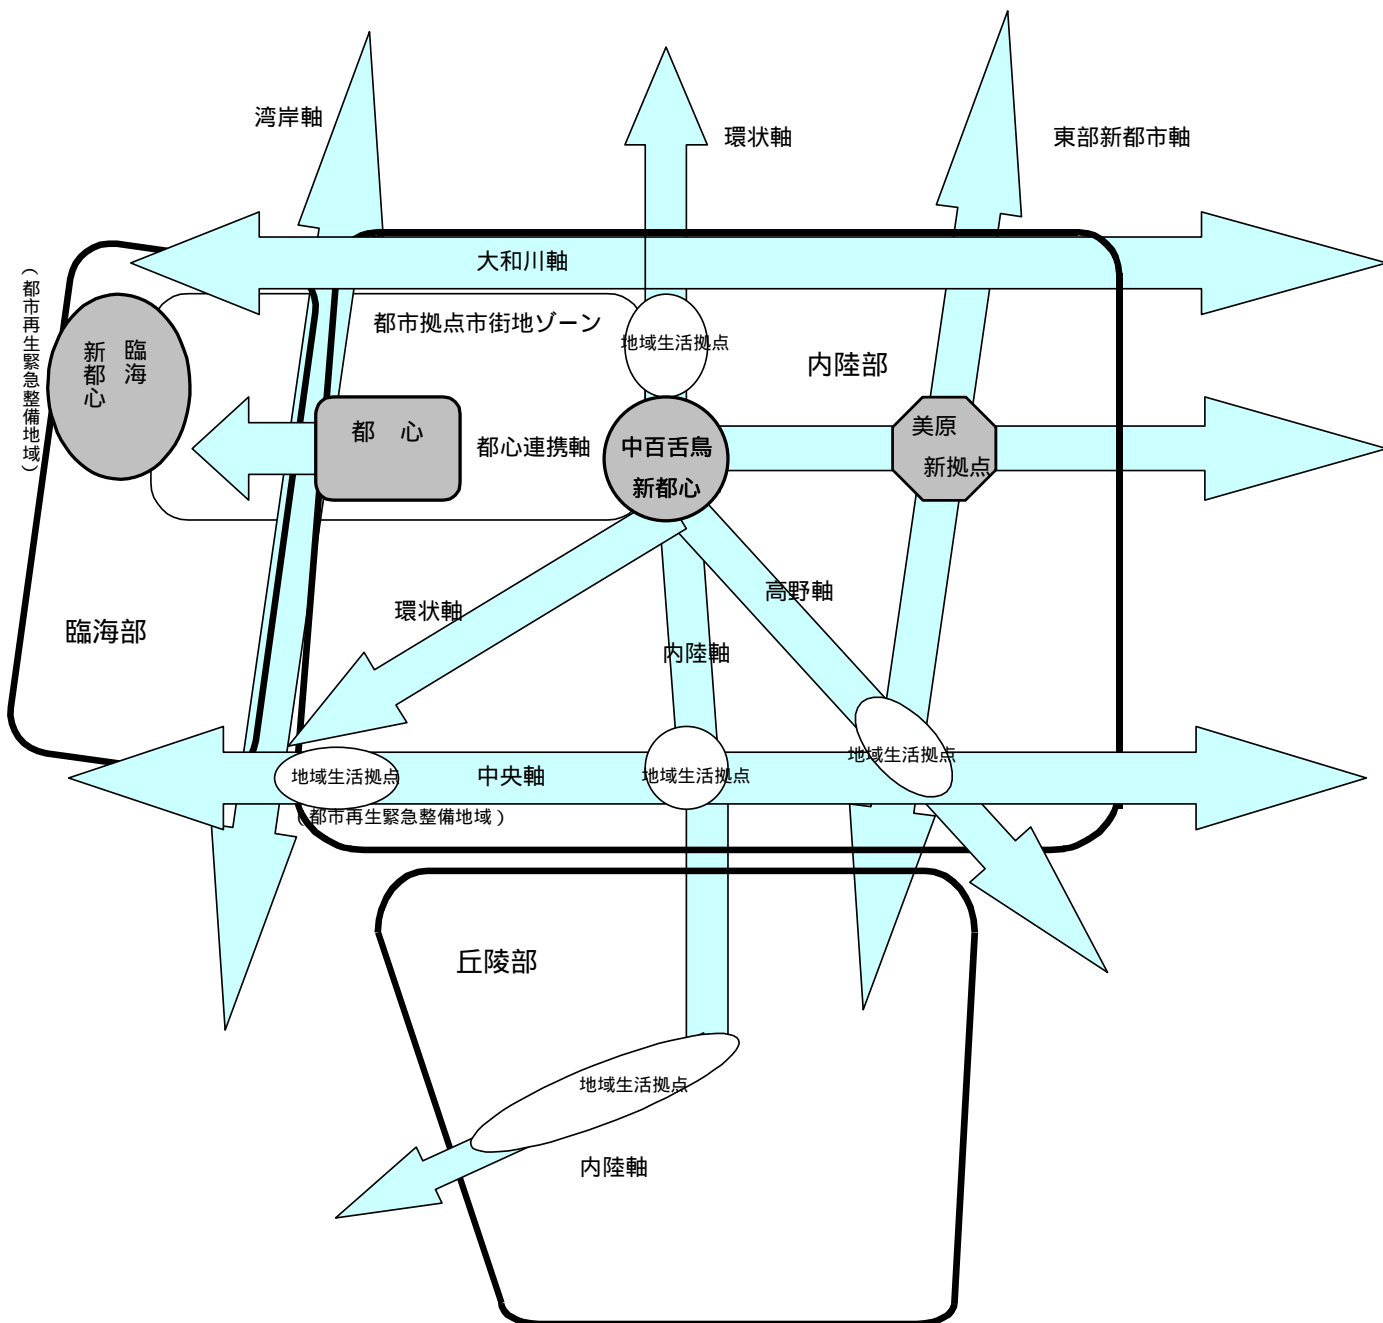 湾岸軸
環状軸
東部新都市軸
大和川軸
（都市再生緊急整備地域）
都市拠点市街地ゾーン
地域生活拠点
内陸部
臨海
新都心
都　心
都心連携軸
中百舌鳥
新都心
美原
新拠点
環状軸
高野軸
臨海部
内陸軸
地域生活拠点
中央軸
地域生活拠点
地域生活拠点
（都市再生緊急整備地域）
丘陵部
地域生活拠点
内陸軸